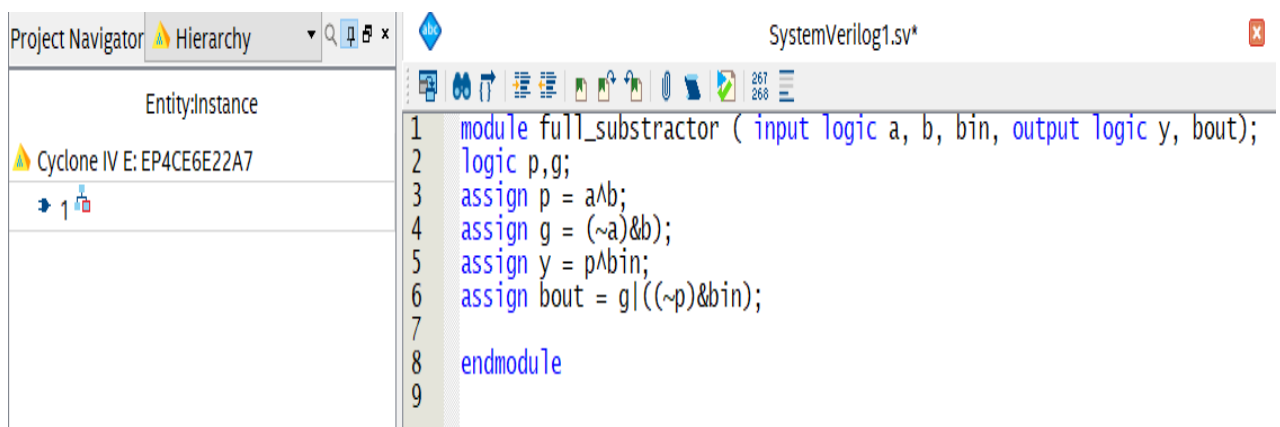 Project Navigator Hierarchy
Entity:Instance
Cyclone IV E: EP4CE6E22A7
1
abc
SystemVerilog1.sv*
267
268
1 module full_substractor ( input logic a, b, bin, output logic y, bout);
2 logic p,g;
3 assign p = a^b;
4 assign g = (~a)&b);
5 assign y = p^bin;
6 assign bout = g|((~p)&bin);
7
8 endmodule
9